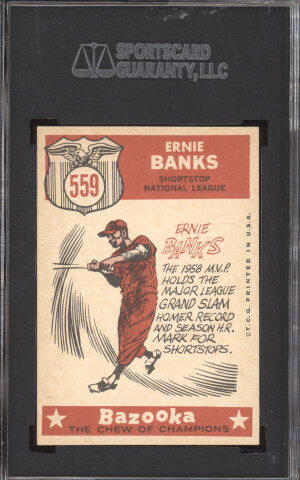 SPORTSCARD
GUARANTY, LLC
559
ERNIE
BANKS
SHORTSTOP
NATIONAL LEAGUE
ERNIE
BANKS
THE 1958 M.V.P.
HOLDS THE
MAJOR LEAGUE
GRAND SLAM
HOMER RECORD
AND SEASON H.R.
MARK FOR
SHORTSTOPS.
©T.C.G. PRINTED IN U.S.A.
Bazooka
THE CHEW OF CHAMPIONS